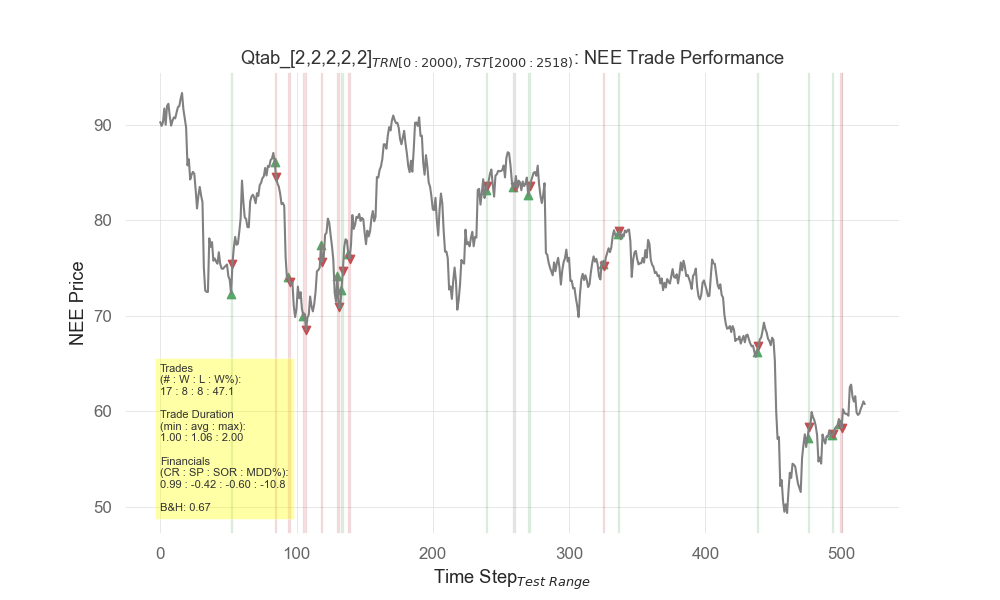 Qtab_[2,2,2,2,2]TRN[0 : 2000), TST[2000 : 2518): NEE Trade Performance
NEE Price
90
80
70
60
50
Trades
(# : W : L : W%):
17 : 8 : 8 : 47.1
Trade Duration
(min : avg : max):
1.00 : 1.06 : 2.00
Financials
(CR : SP : SOR : MDD%):
0.99 : -0.42 : -0.60 : -10.8
B&H: 0.67
0 100 200 300 400 500
Time StepTest Range